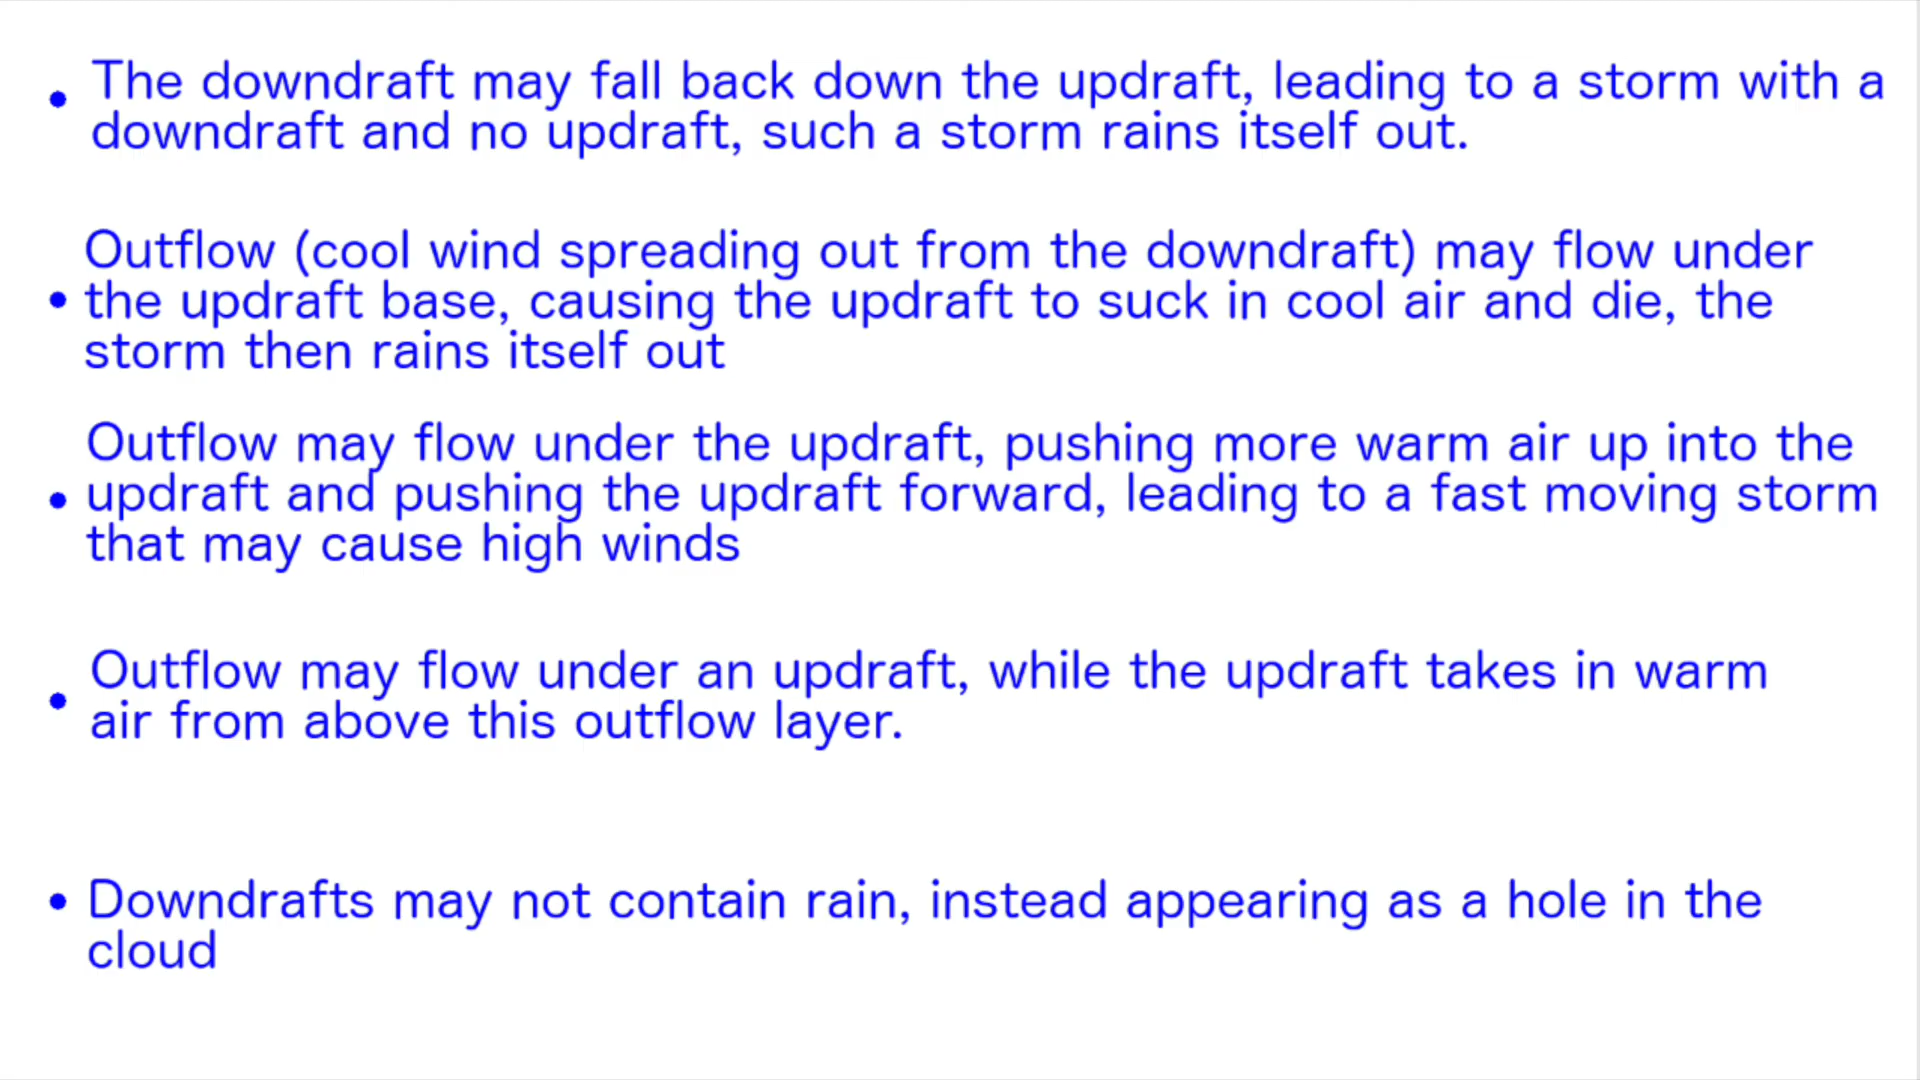 • The downdraft may fall back down the updraft, leading to a storm with a
downdraft and no updraft, such a storm rains itself out.
Outflow (cool wind spreading out from the downdraft) may flow under
• the updraft base, causing the updraft to suck in cool air and die, the
storm then rains itself out
Outflow may flow under the updraft, pushing more warm air up into the
• updraft and pushing the updraft forward, leading to a fast moving storm
that may cause high winds
• Outflow may flow under an updraft, while the updraft takes in warm
air from above this outflow layer.
• Downdrafts may not contain rain, instead appearing as a hole in the
cloud